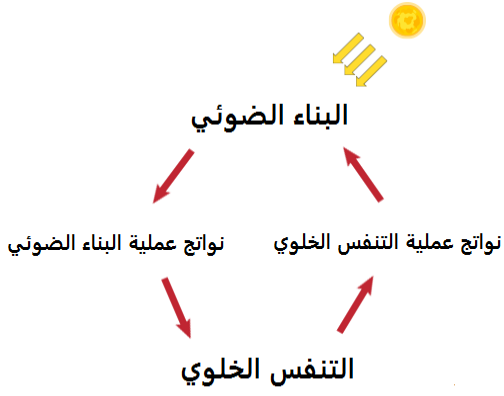 البناء الضوئي
نواتج عملية التنفس الخلوي
نواتج عملية البناء الضوئي
التنفس الخلوي